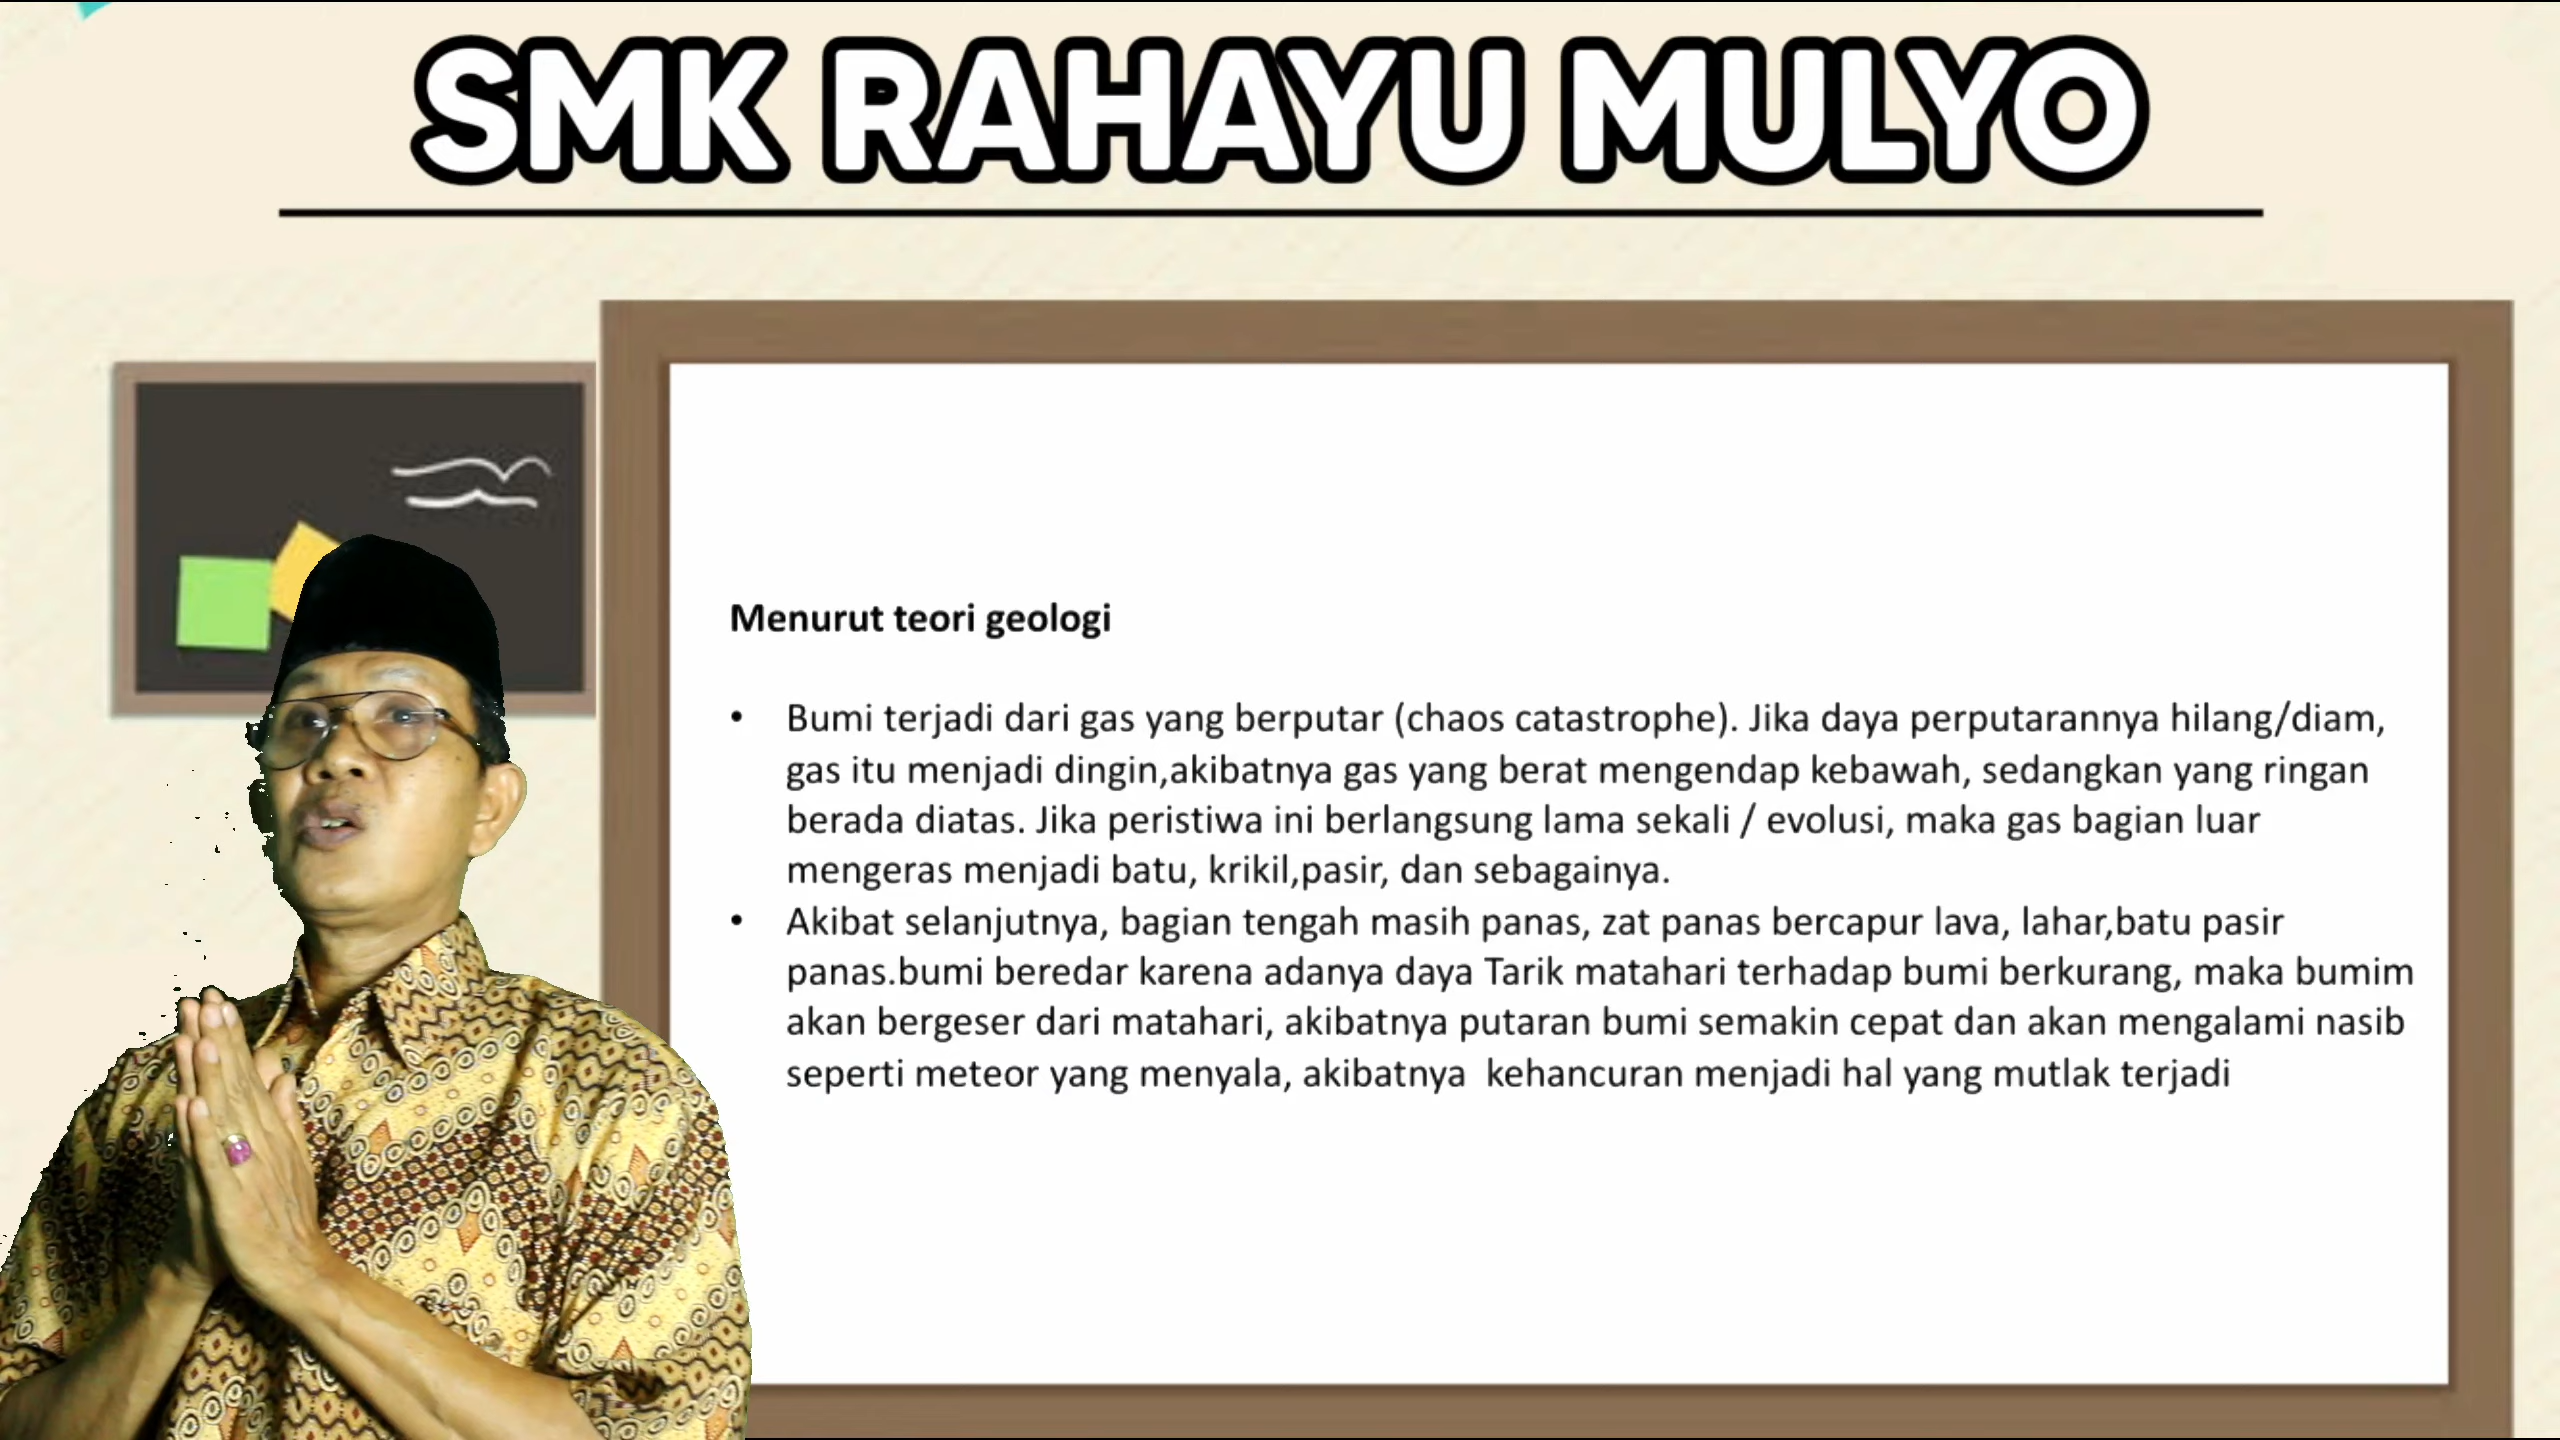 SMK RAHAYU MULYO
Menurut teori geologi
• Bumi terjadi dari gas yang berputar (chaos catastrophe). Jika daya perputarannya hilang/diam,
gas itu menjadi dingin,akibatnya gas yang berat mengendap kebawah, sedangkan yang ringan
berada diatas. Jika peristiwa ini berlangsung lama sekali / evolusi, maka gas bagian luar
mengeras menjadi batu, krikil,pasir, dan sebagainya.
• Akibat selanjutnya, bagian tengah masih panas, zat panas bercapur lava, lahar,batu pasir
panas.bumi beredar karena adanya daya Tarik matahari terhadap bumi berkurang, maka bumim
akan bergeser dari matahari, akibatnya putaran bumi semakin cepat dan akan mengalami nasib
seperti meteor yang menyala, akibatnya  kehancuran menjadi hal yang mutlak terjadi